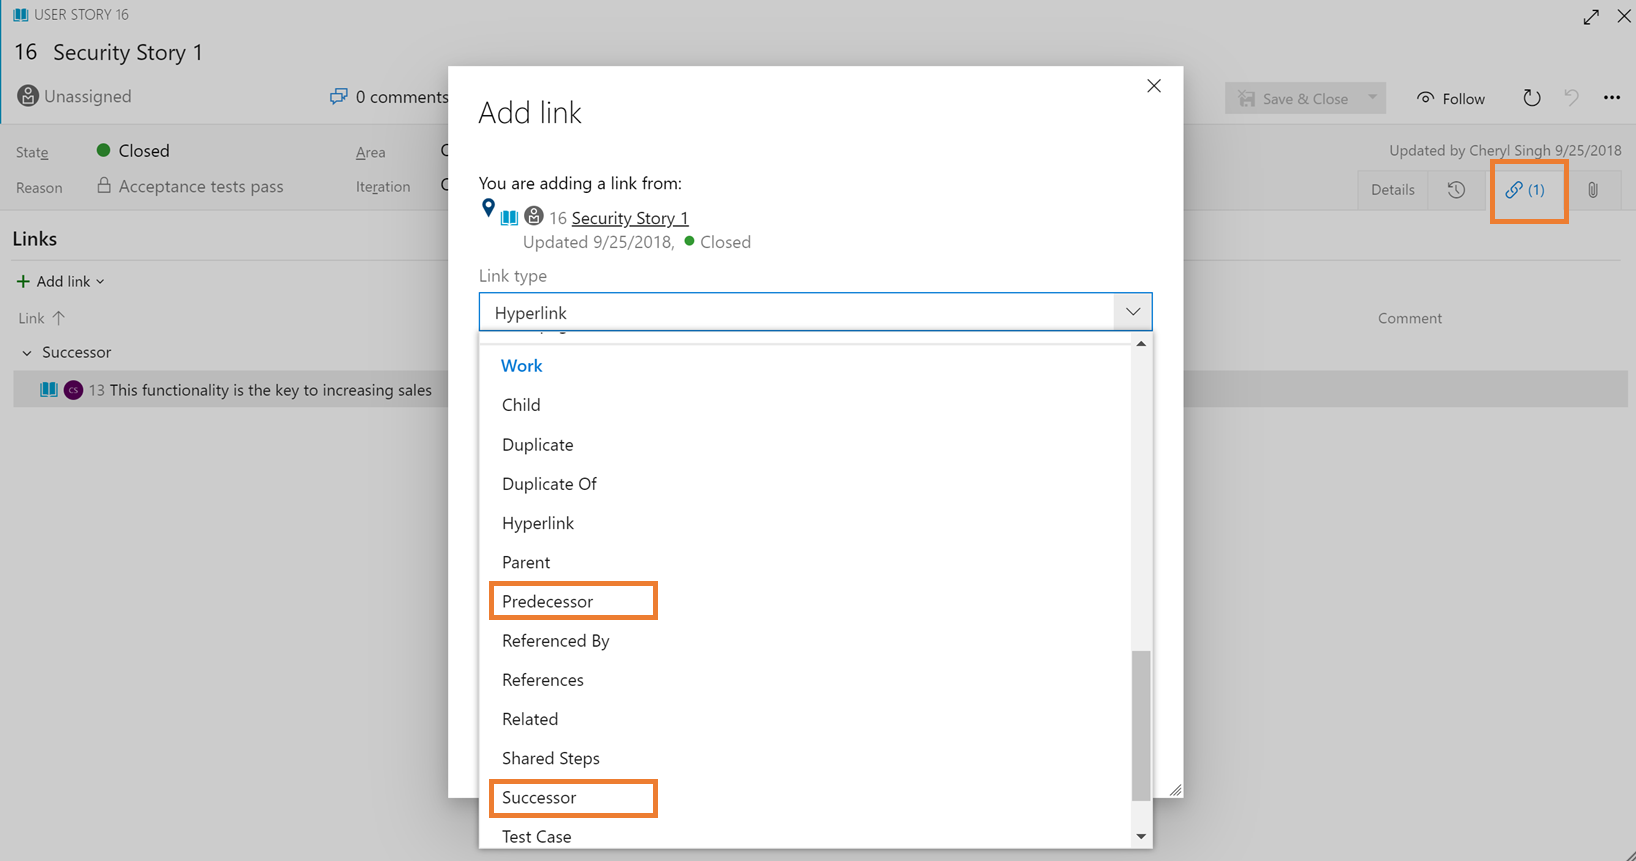 USER STORY 16
16 Security Story 1
Unassigned
0 comments
Save & Close
Follow
State
Closed
Area
Updated by Cheryl Singh 9/25/2018
Reason
Acceptance tests pass
Iteration
Details
(1)
Links
Add link
Link
Comment
Successor
CS
13 This functionality is the key to increasing sales
Add link
You are adding a link from:
16 Security Story 1
Updated 9/25/2018, Closed
Link type
Hyperlink
Work
Child
Duplicate
Duplicate Of
Hyperlink
Parent
Predecessor
Referenced By
References
Related
Shared Steps
Successor
Test Case